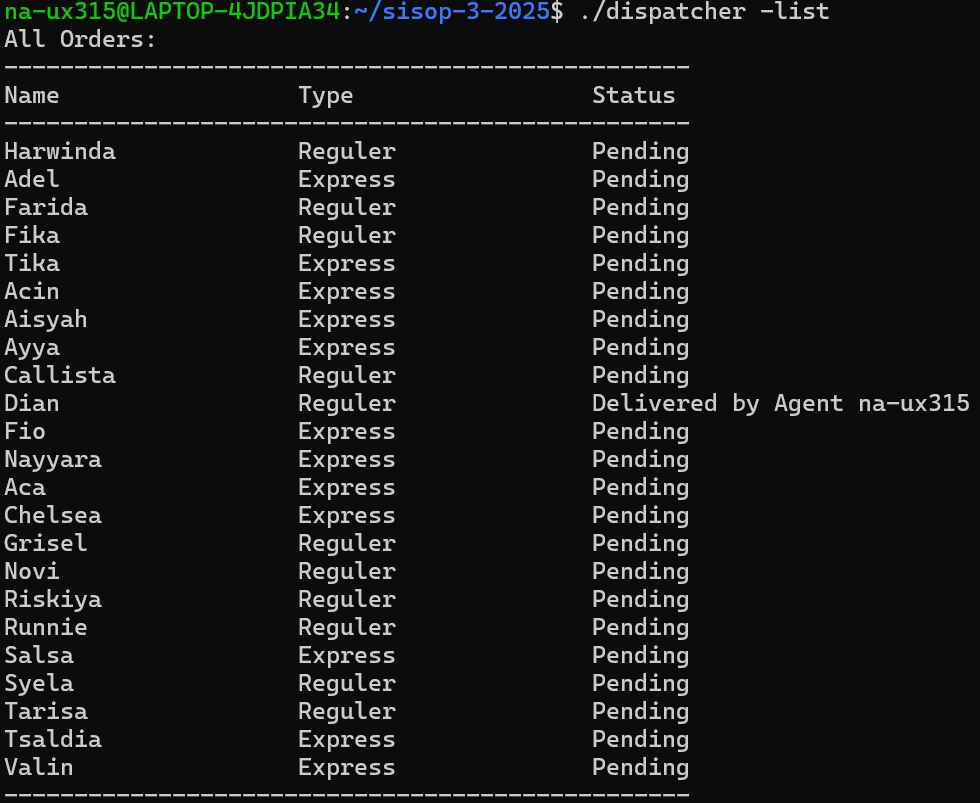 na-ux315@LAPTOP-4JDPIA34:~/sisop-3-2025$ ./dispatcher -list
All Orders:
-------------------------------------------------
Name                 Type                 Status
-------------------------------------------------
Harwinda             Reguler              Pending
Adel                 Express              Pending
Farida               Reguler              Pending
Fika                 Reguler              Pending
Tika                 Express              Pending
Acin                 Express              Pending
Aisyah               Express              Pending
Ayya                 Express              Pending
Callista             Reguler              Pending
Dian                 Reguler              Delivered by Agent na-ux315
Fio                  Express              Pending
Nayyara              Express              Pending
Aca                  Express              Pending
Chelsea              Express              Pending
Grisel               Reguler              Pending
Novi                 Reguler              Pending
Riskiya              Reguler              Pending
Runnie               Reguler              Pending
Salsa                Express              Pending
Syela                Reguler              Pending
Tarisa               Reguler              Pending
Tsaldia              Express              Pending
Valin                Express              Pending
-------------------------------------------------